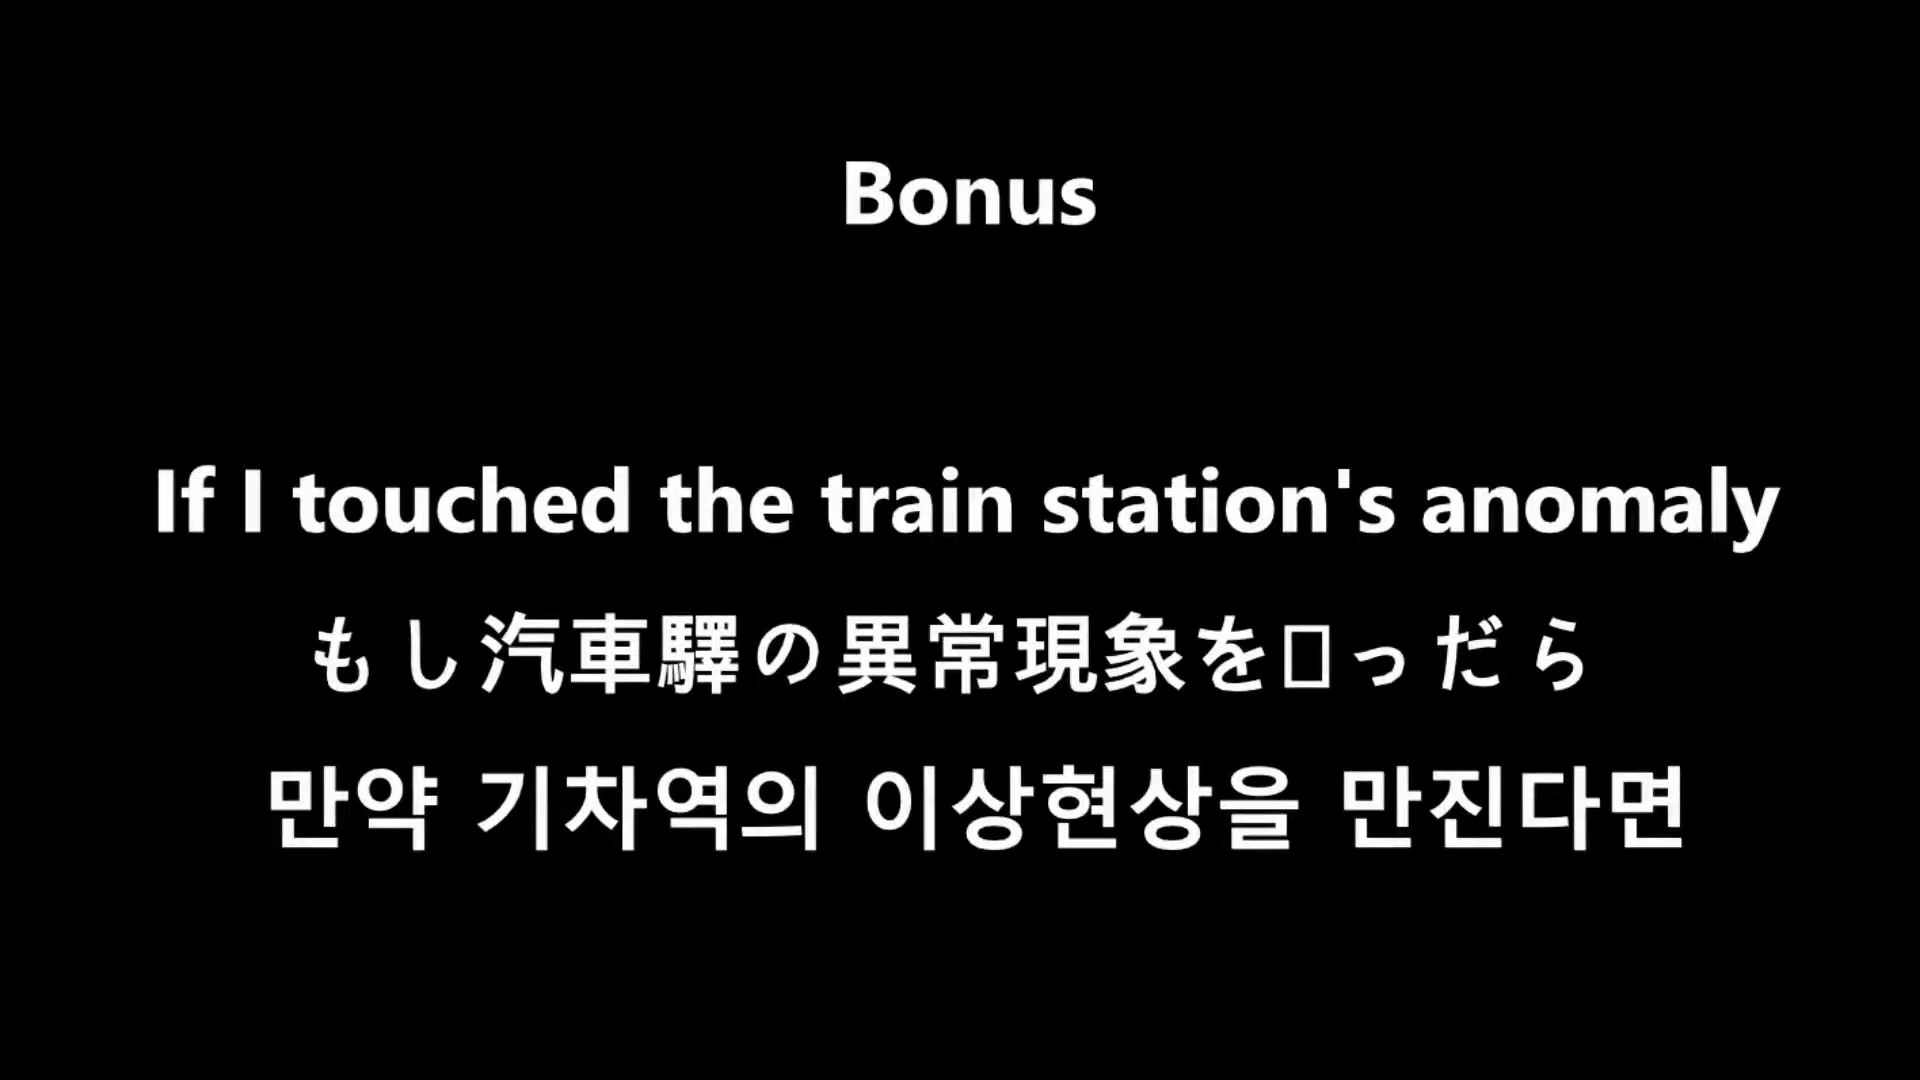 Bonus
If I touched the train station's anomaly
もし汽車驛の異常現象を□っだら
만약 기차역의 이상현상을 만진다면